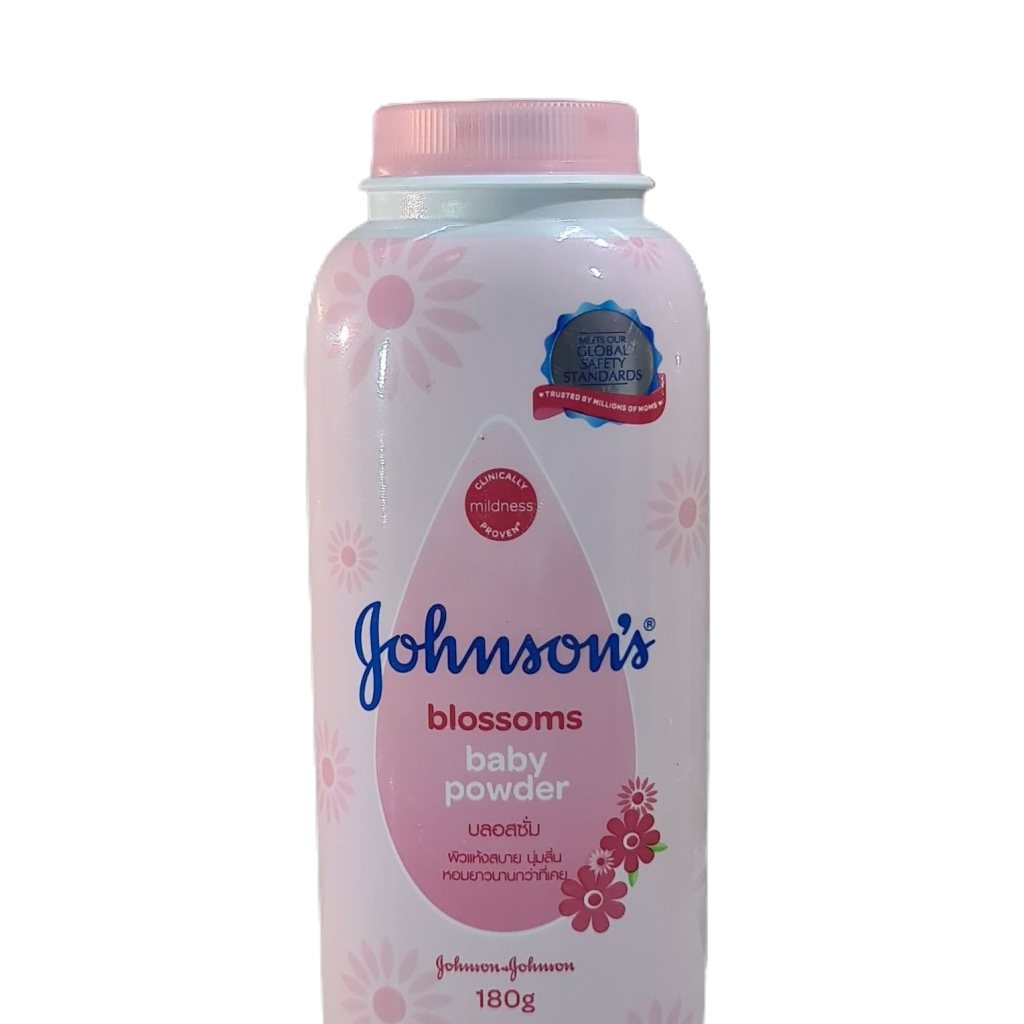 MEETS OUR
GLOBAL
SAFETY
STANDARDS
♥TRUSTED BY MILLIONS OF MOMS♥
CLINICALLY
mildness
PROVEN®
Johnson's®
blossoms
baby
powder
บลอสซั่ม
ผิวแห้งสบาย นุ่มลื่น
หอมยาวนานกว่าที่เคย
Johnson & Johnson
180g